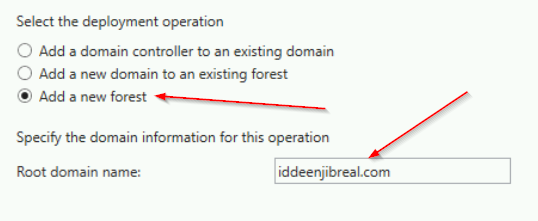 Select the deployment operation
Add a domain controller to an existing domain
Add a new domain to an existing forest
Add a new forest
Specify the domain information for this operation
Root domain name: iddeenjibreal.com